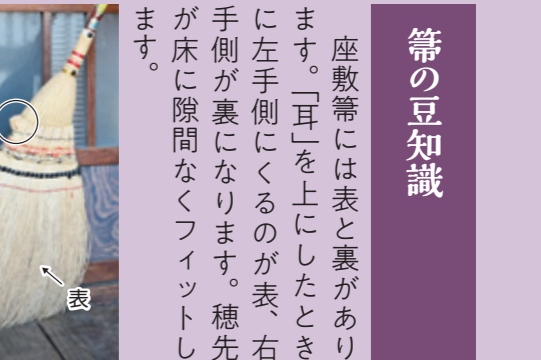 箒の豆知識
座敷箒には表と裏があり
ます。「耳」を上にしたとき
に左手側にくるのが表、右
手側が裏になります。穂先
が床に隙間なくフィットし
ます。
表